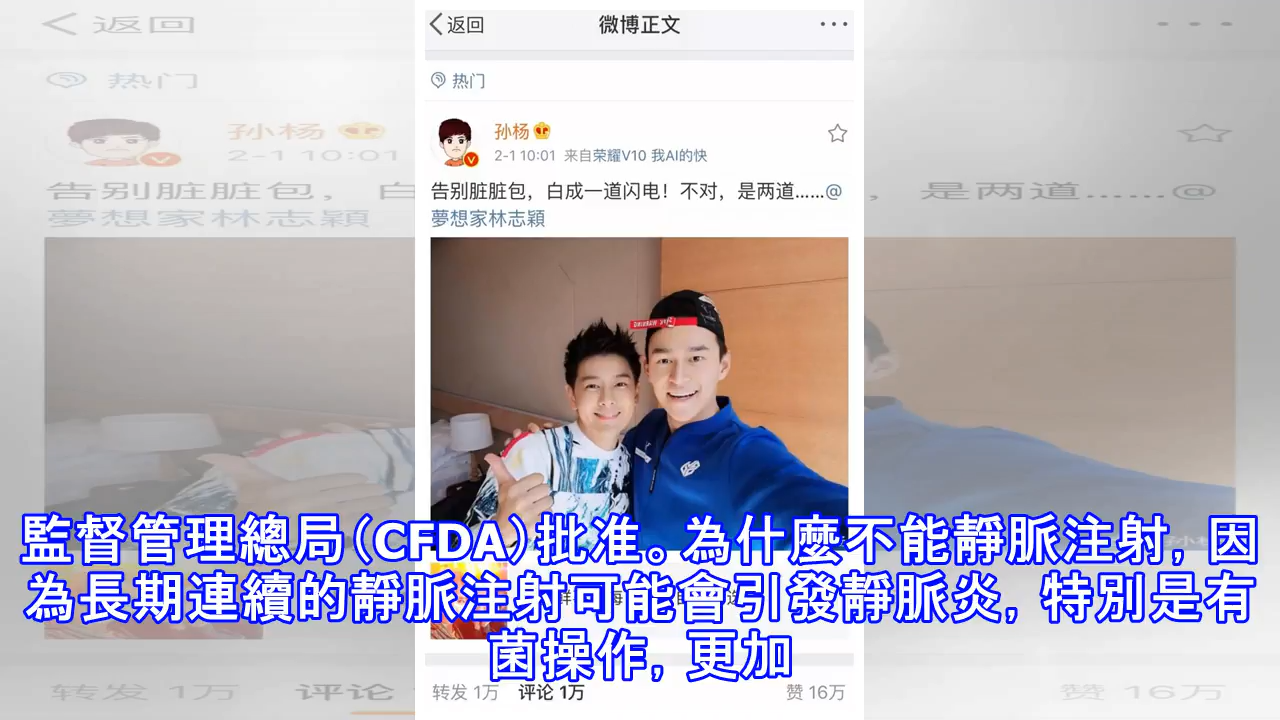 返回
微博正文
热门
孙杨
2-1 10:01 来自荣耀V10 我AI的快
告别脏脏包，白成一道闪电！不对，是两道……@
夢想家林志穎
監督管理總局（CFDA）批准。為什麼不能靜脈注射，因
為長期連續的靜脈注射可能會引發靜脈炎，特別是有
菌操作，更加
转发 1万 评论 1万 赞 16万